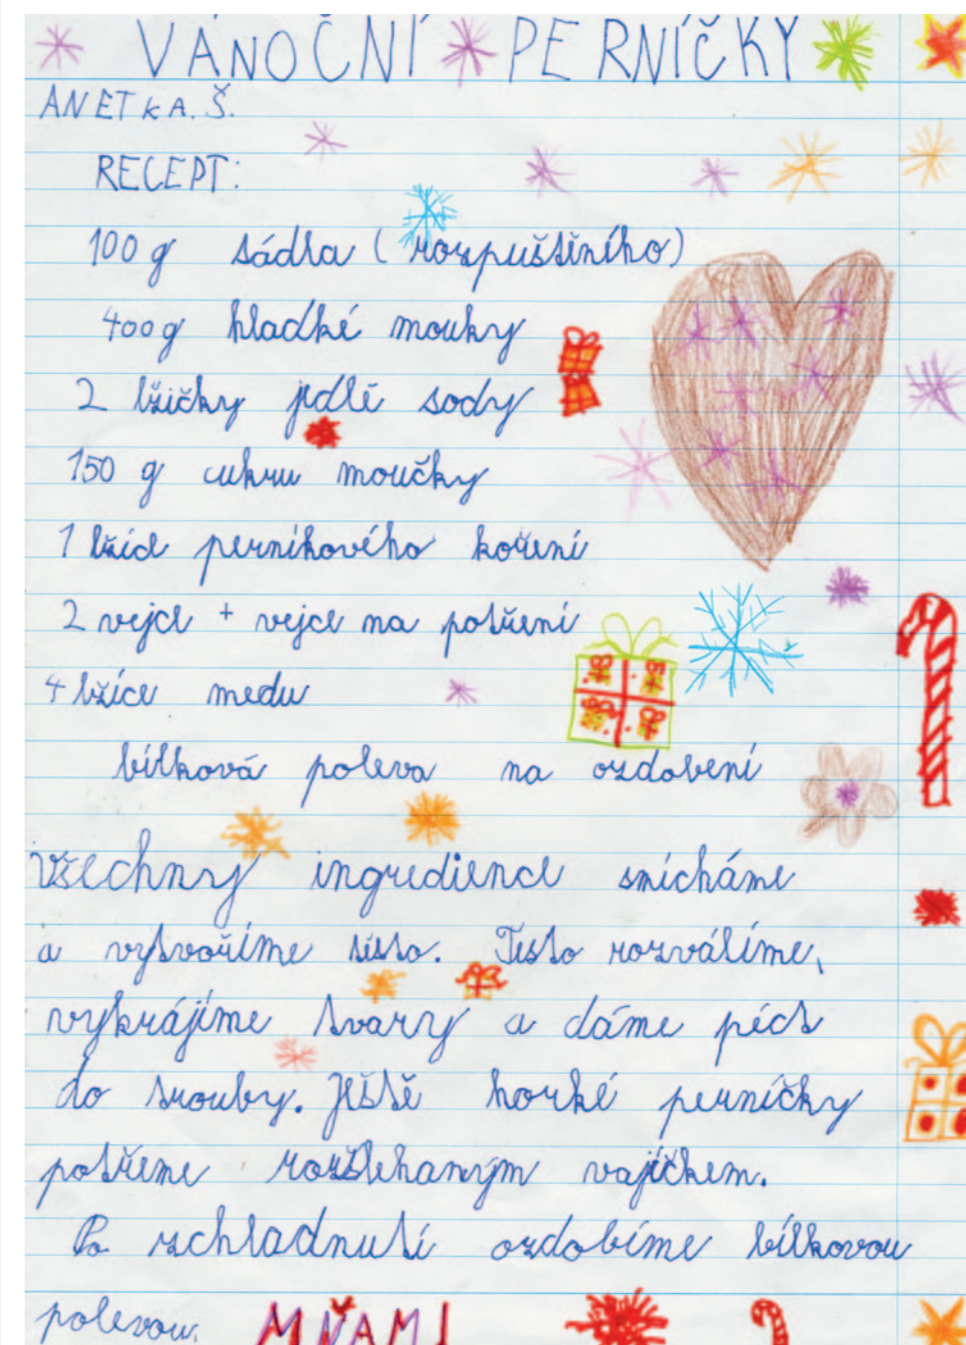 VÁNOČNÍ PERNÍČKY
ANETKA. Š.
RECEPT:
100 g sádla (rozpuštěního)
400 g hladké mouky
2 lžičky jedlé sody
150 g cukru moučky
1 lžíce perníkového koření
2 vejce + vejce na potření
4 lžíce medu
bílková poleva na ozdobení
Všechny ingredience smícháme
a vytvoříme těsto. Těsto rozválíme,
vykrájíme tvary a dáme péct
do trouby. Ještě horké perníčky
potřeme rozšlehaným vajíčkem.
Po zchladnutí ozdobíme bílkovou
polevou. MŇAM!